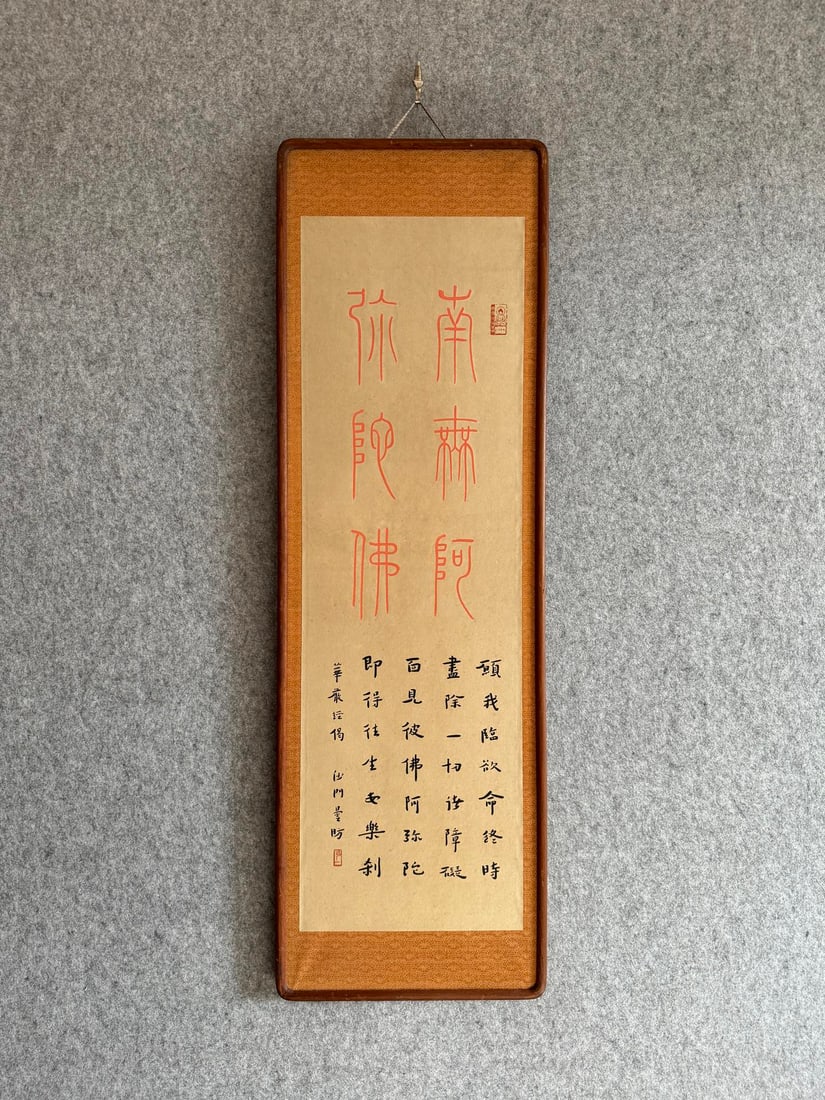 南無阿
弥陀佛
願我臨欲命終時
盡除一切諸障礙
面見彼佛阿弥陀
即得往生安樂刹
華嚴經偈 沙門曇昉